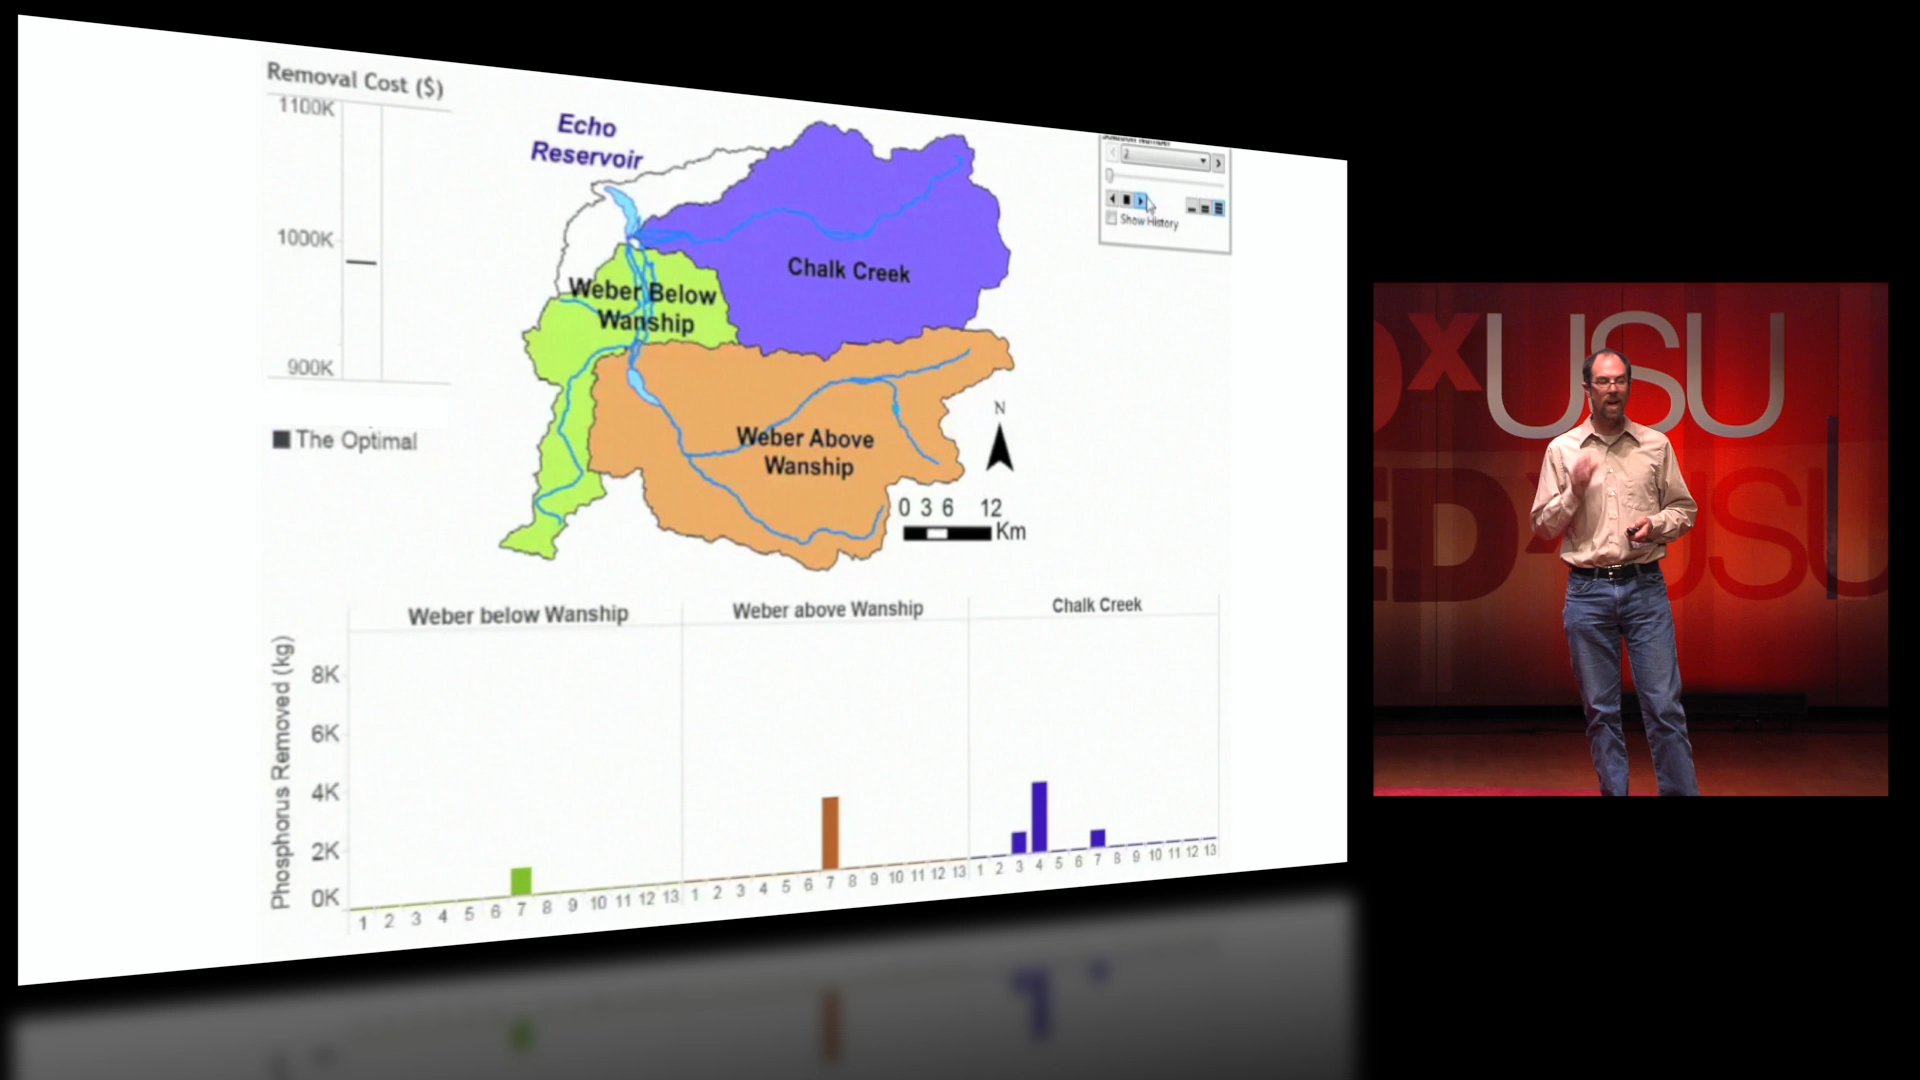 Removal Cost ($)
1100K
1000K
900K
The Optimal
Echo
Reservoir
Chalk Creek
Weber Below
Wanship
Weber Above
Wanship
N
0 3 6 12
Km
2
Show History
Weber below Wanship
Weber above Wanship
Chalk Creek
Phosphorus Removed (kg)
8K
6K
4K
2K
0K
1 2 3 4 5 6 7 8 9 10 11 12 13
1 2 3 4 5 6 7 8 9 10 11 12 13
1 2 3 4 5 6 7 8 9 10 11 12 13
xUSU
EDxUSU